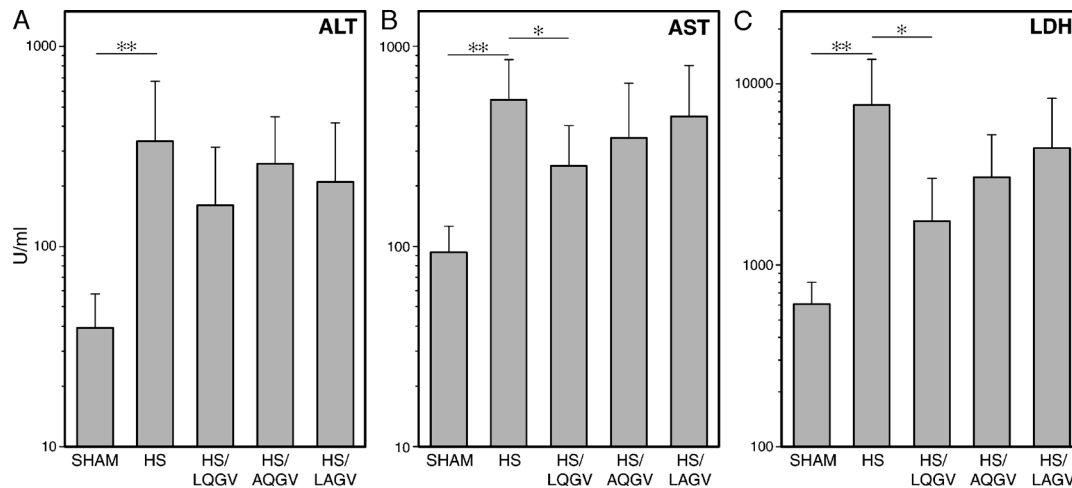 A
ALT
**
1000
100
10
U/ml
SHAM HS HS/ HS/ HS/
LQGV AQGV LAGV
B
AST
** *
1000
100
10
SHAM HS HS/ HS/ HS/
LQGV AQGV LAGV
C
LDH
** *
10000
1000
100
SHAM HS HS/ HS/ HS/
LQGV AQGV LAGV